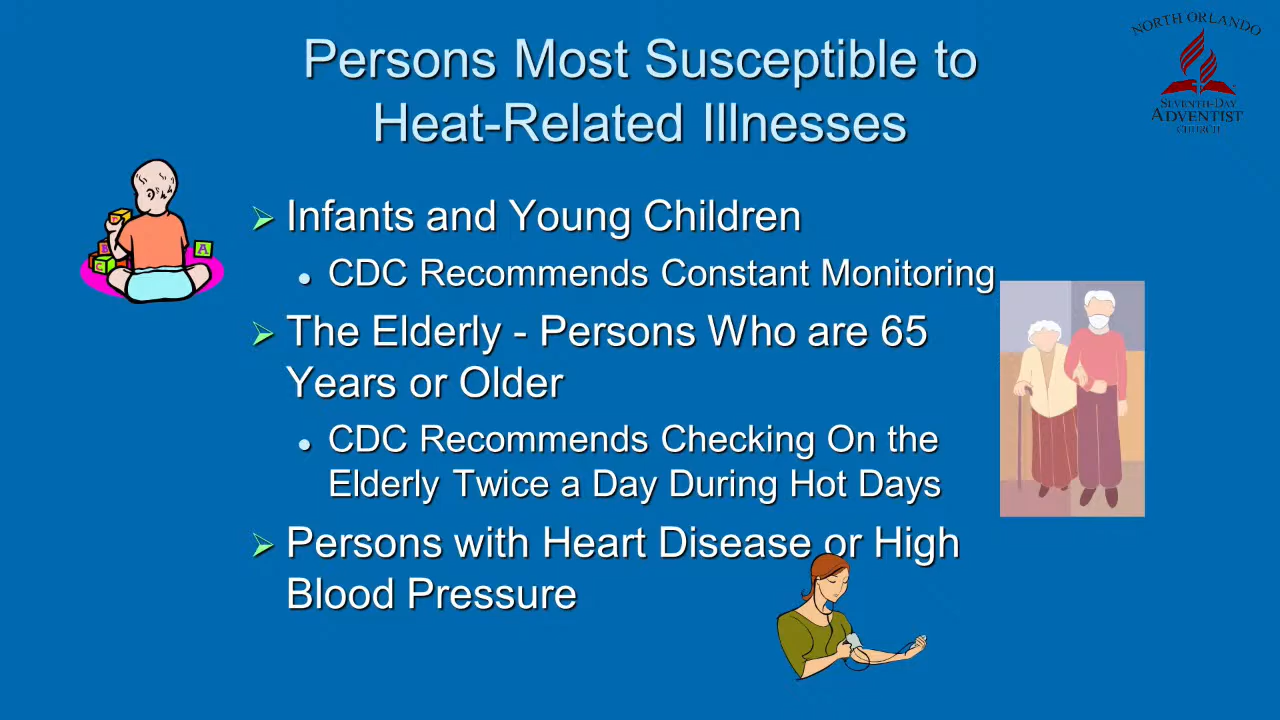 Persons Most Susceptible to
Heat-Related Illnesses
NORTH ORLANDO
SEVENTH-DAY
ADVENTIST
CHURCH
Infants and Young Children
CDC Recommends Constant Monitoring
The Elderly - Persons Who are 65
Years or Older
CDC Recommends Checking On the
Elderly Twice a Day During Hot Days
Persons with Heart Disease or High
Blood Pressure
A